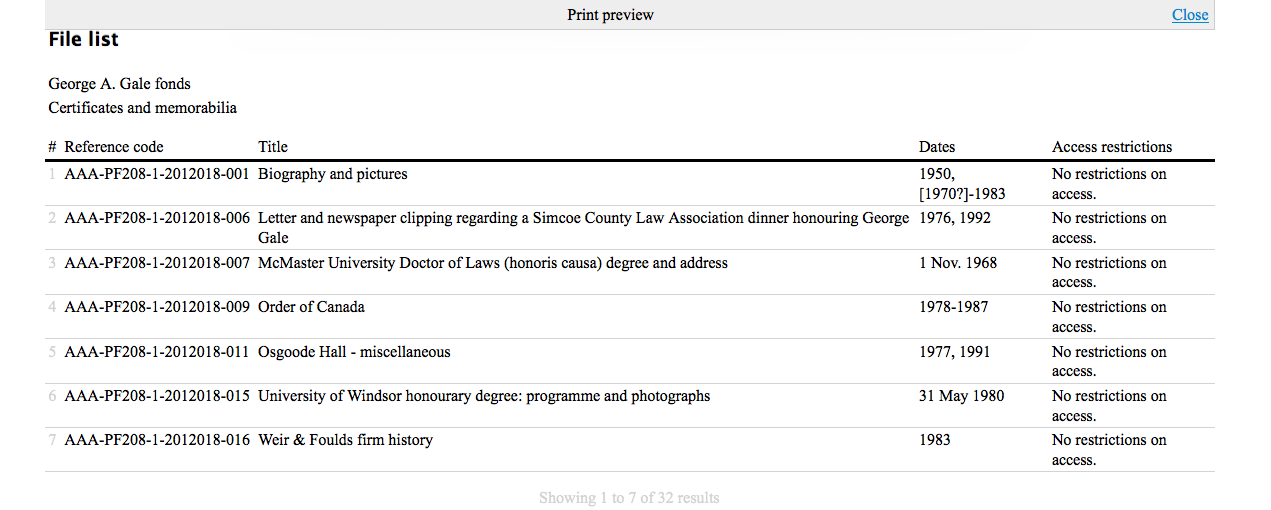 Print preview Close
File list
George A. Gale fonds
Certificates and memorabilia
# Reference code Title Dates Access restrictions
1 AAA-PF208-1-2012018-001 Biography and pictures 1950, No restrictions on
[1970?]-1983 access.
2 AAA-PF208-1-2012018-006 Letter and newspaper clipping regarding a Simcoe County Law Association dinner honouring George 1976, 1992 No restrictions on
Gale access.
3 AAA-PF208-1-2012018-007 McMaster University Doctor of Laws (honoris causa) degree and address 1 Nov. 1968 No restrictions on
access.
4 AAA-PF208-1-2012018-009 Order of Canada 1978-1987 No restrictions on
access.
5 AAA-PF208-1-2012018-011 Osgoode Hall - miscellaneous 1977, 1991 No restrictions on
access.
6 AAA-PF208-1-2012018-015 University of Windsor honourary degree: programme and photographs 31 May 1980 No restrictions on
access.
7 AAA-PF208-1-2012018-016 Weir & Foulds firm history 1983 No restrictions on
access.
Showing 1 to 7 of 32 results